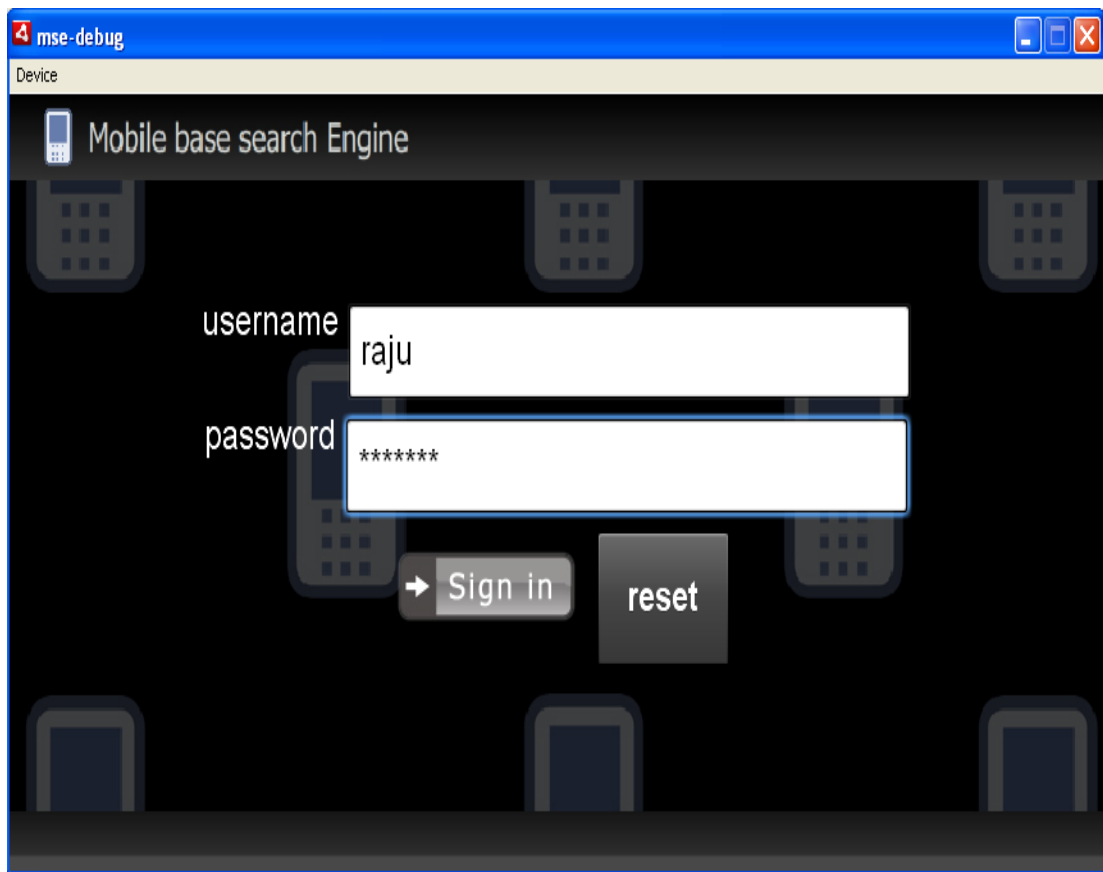 mse-debug
Device
Mobile base search Engine
username
raju
password
*******
Sign in
reset